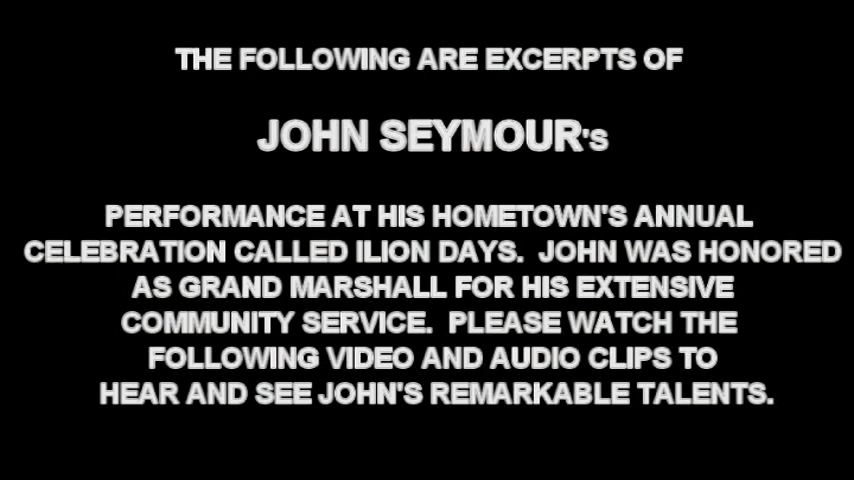 THE FOLLOWING ARE EXCERPTS OF
JOHN SEYMOUR'S
PERFORMANCE AT HIS HOMETOWN'S ANNUAL
CELEBRATION CALLED ILION DAYS.  JOHN WAS HONORED
AS GRAND MARSHALL FOR HIS EXTENSIVE
COMMUNITY SERVICE.  PLEASE WATCH THE
FOLLOWING VIDEO AND AUDIO CLIPS TO
HEAR AND SEE JOHN'S REMARKABLE TALENTS.